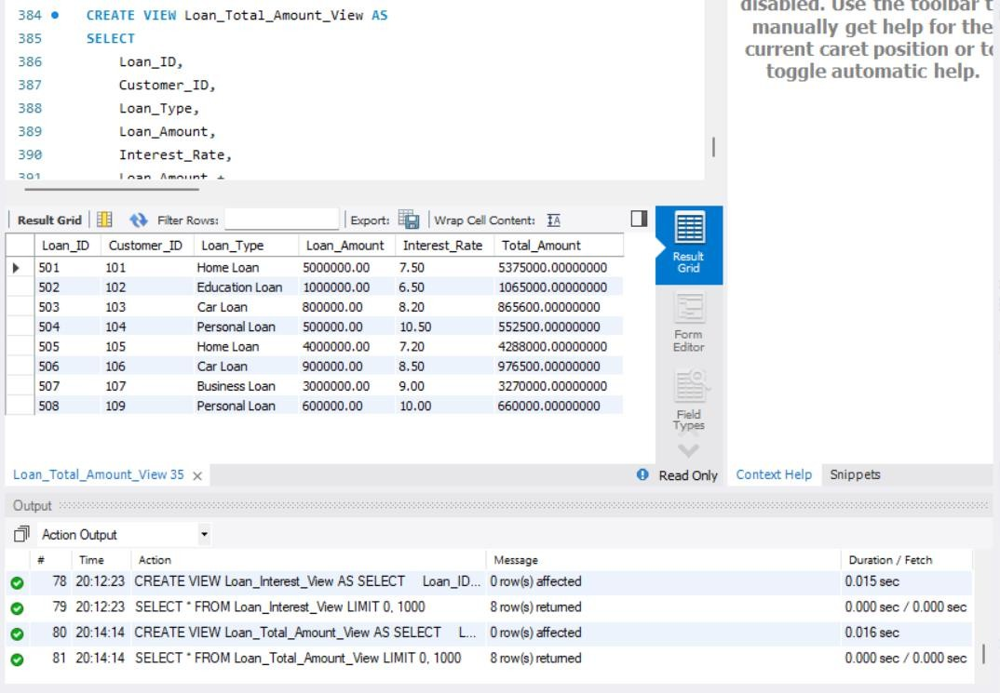 384 CREATE VIEW Loan_Total_Amount_View AS
385 SELECT
386 Loan_ID,
387 Customer_ID,
388 Loan_Type,
389 Loan_Amount,
390 Interest_Rate,
391 Loan_Amount +
disabled. Use the toolbar t
manually get help for the
current caret position or to
toggle automatic help.
Result Grid Filter Rows: Export: Wrap Cell Content: IA
Loan_ID Customer_ID Loan_Type Loan_Amount Interest_Rate Total_Amount
501 101 Home Loan 5000000.00 7.50 5375000.00000000
502 102 Education Loan 1000000.00 6.50 1065000.00000000
503 103 Car Loan 800000.00 8.20 865600.00000000
504 104 Personal Loan 500000.00 10.50 552500.00000000
505 105 Home Loan 4000000.00 7.20 4288000.00000000
506 106 Car Loan 900000.00 8.50 976500.00000000
507 107 Business Loan 3000000.00 9.00 3270000.00000000
508 109 Personal Loan 600000.00 10.00 660000.00000000
Result
Grid
Form
Editor
Field
Types
Loan_Total_Amount_View 35 Read Only
Context Help Snippets
Output
Action Output
# Time Action Message Duration / Fetch
78 20:12:23 CREATE VIEW Loan_Interest_View AS SELECT Loan_ID... 0 row(s) affected 0.015 sec
79 20:12:23 SELECT * FROM Loan_Interest_View LIMIT 0, 1000 8 row(s) returned 0.000 sec / 0.000 sec
80 20:14:14 CREATE VIEW Loan_Total_Amount_View AS SELECT L... 0 row(s) affected 0.016 sec
81 20:14:14 SELECT * FROM Loan_Total_Amount_View LIMIT 0, 1000 8 row(s) returned 0.000 sec / 0.000 sec